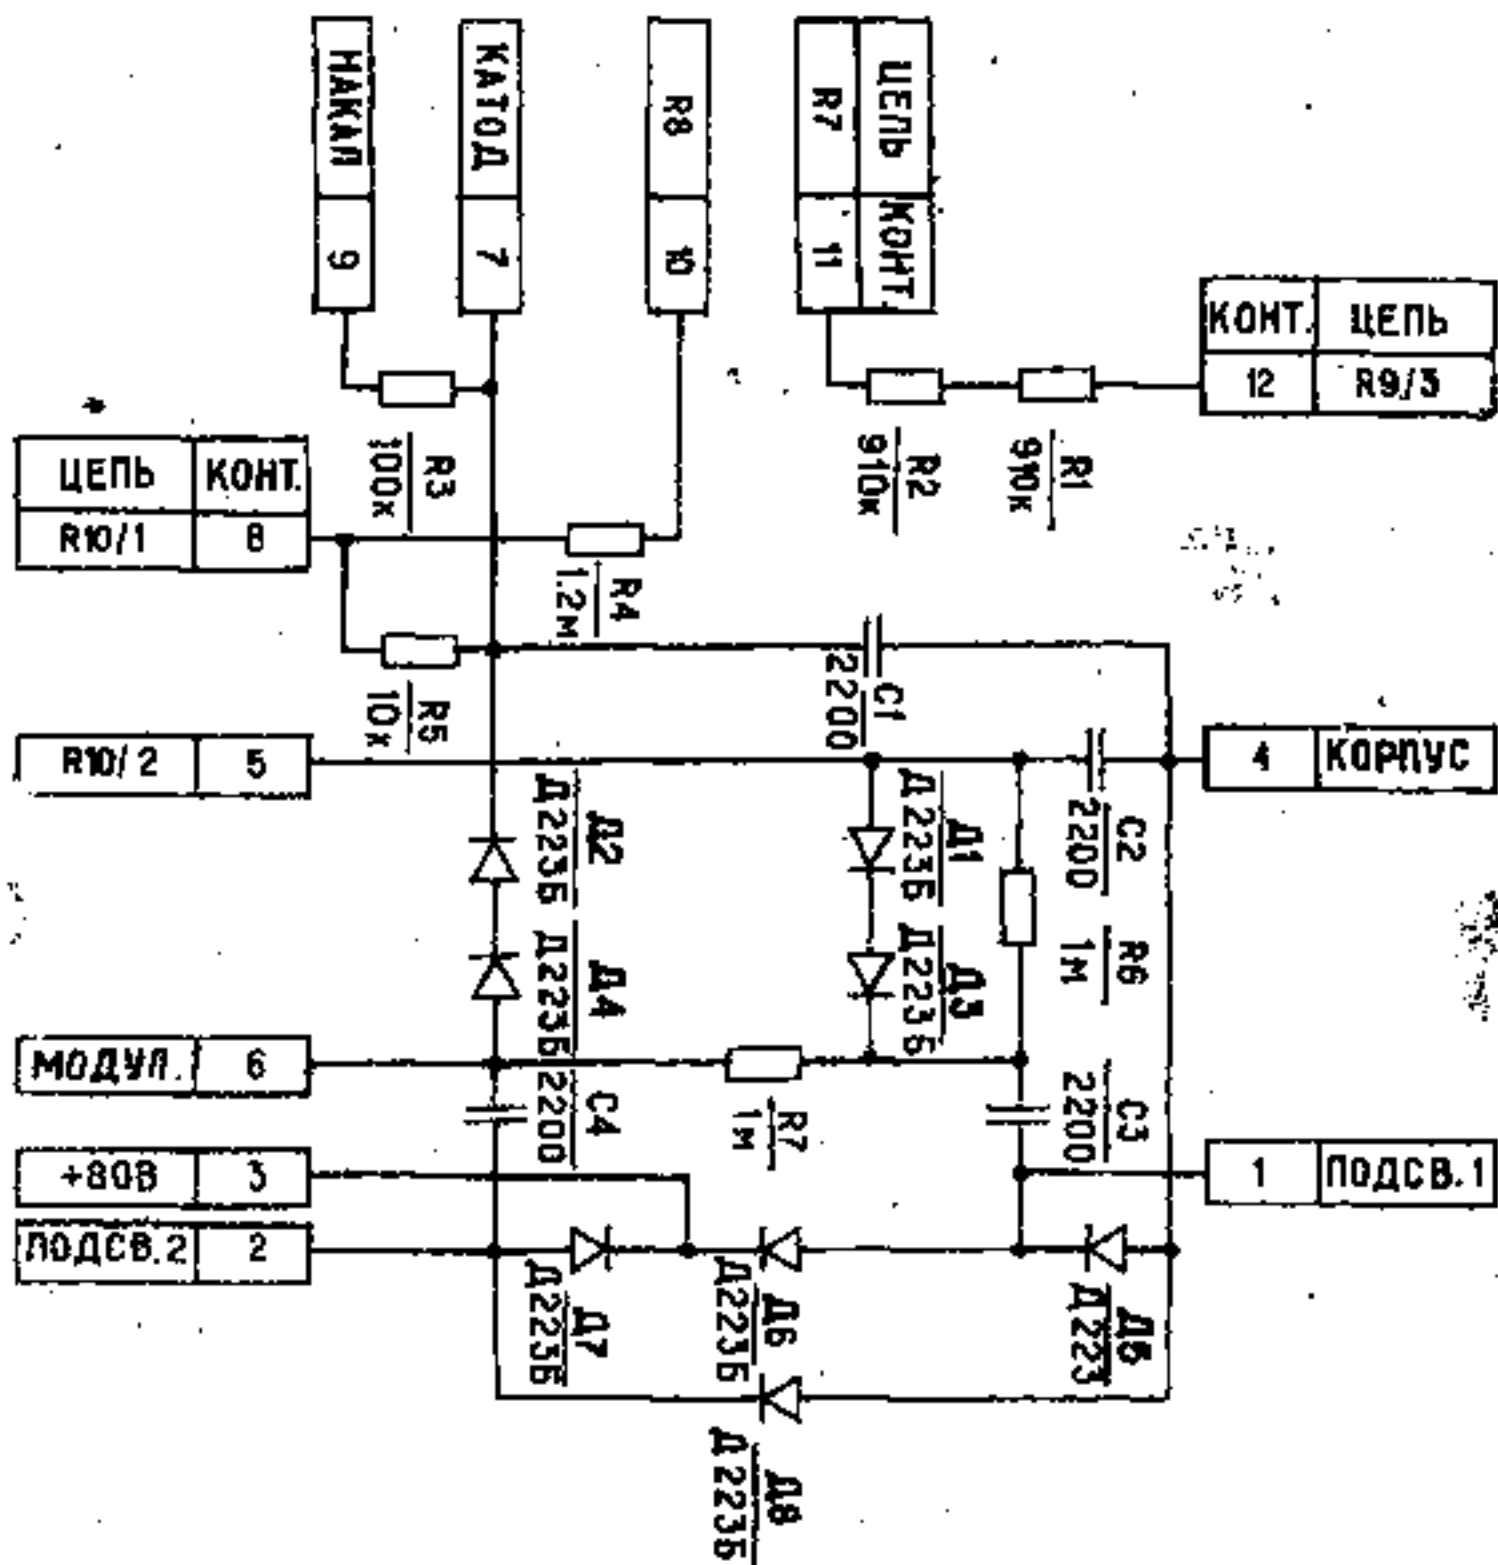 НАКАЛ 9
КАТОД 7
R8 10
ЦЕПЬ КОНТ.
R7 11
КОНТ. ЦЕПЬ
12 R9/3
ЦЕПЬ КОНТ.
R10/1 8
R3
100к
R2
910к
R1
910к
R4
1.2м
R5
10к
C1
2200
R10/2 5
4 КОРПУС
Д2
Д223Б
Д1
Д223Б
C2
2200
Д4
Д223Б
Д3
Д223Б
R6
1м
МОДУЛ. 6
C4
2200
R7
1м
C3
2200
+80В 3
1 ПОДСВ.1
ПОДСВ.2 2
Д7
Д223Б
Д6
Д223Б
Д5
Д223
Д8
Д223Б